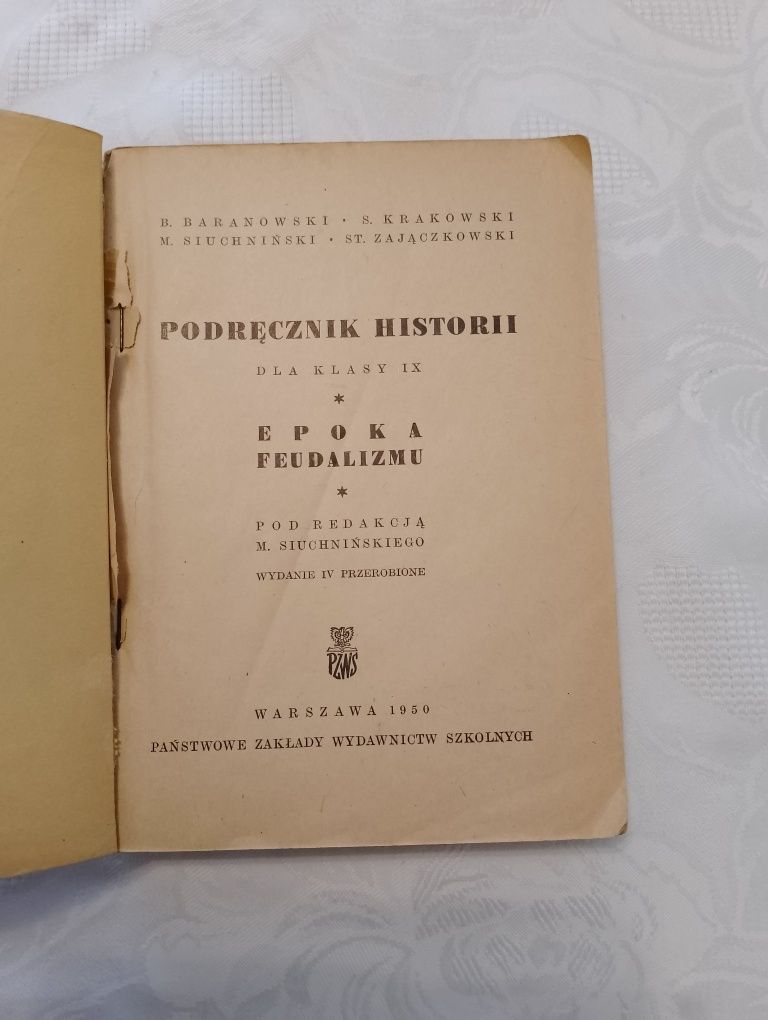 B. BARANOWSKI · S. KRAKOWSKI
M. SIUCHNIŃSKI · ST. ZAJĄCZKOWSKI
PODRĘCZNIK HISTORII
DLA KLASY IX
*
EPOKA
FEUDALIZMU
*
POD REDAKCJĄ
M. SIUCHNIŃSKIEGO
WYDANIE IV PRZEROBIONE
PZWS
WARSZAWA 1950
PAŃSTWOWE ZAKŁADY WYDAWNICTW SZKOLNYCH